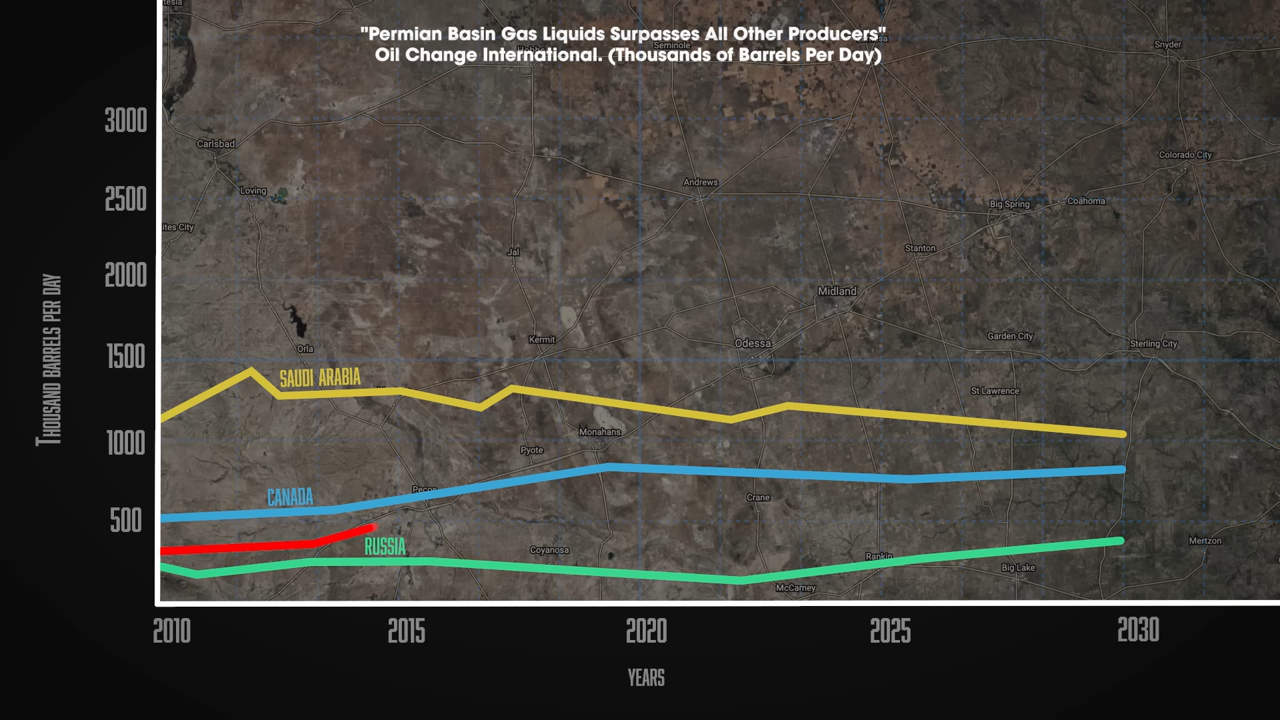 "Permian Basin Gas Liquids Surpasses All Other Producers"
Oil Change International. (Thousands of Barrels Per Day)
Seminole
Snyder
3000
Carlsbad
Colorado City
Andrews
Loving
2500
Big Spring
Coahoma
ites City
Stanton
Jal
2000
Midland
THOUSAND BARRELS PER DAY
Kermit
Odessa
Garden City
Sterling City
Orla
1500
SAUDI ARABIA
St Lawrence
Monahans
1000
Pyote
Pecos
CANADA
Crane
500
RUSSIA
Coyanosa
Rankin
Mertzon
Big Lake
McCamey
2010
2015
2020
2025
2030
YEARS